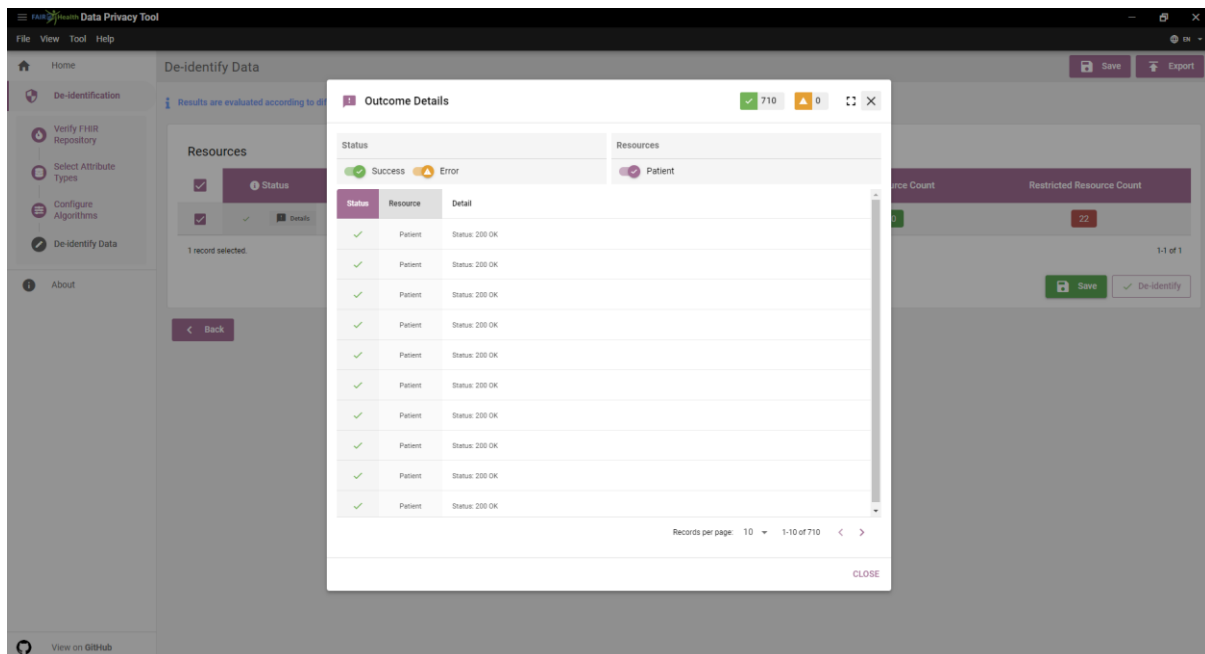 FAIR4Health Data Privacy Tool
File View Tool Help
EN
Home
De-identification
Verify FHIR
Repository
Select Attribute
Types
Configure
Algorithms
De-identify Data
About
View on GitHub
De-identify Data
Save
Export
Results are evaluated according to dif
Resources
Status
Details
1 record selected.
Back
Outcome Details
710
0
Status
Resources
Success
Error
Patient
Status Resource Detail
Patient Status: 200 OK
Patient Status: 200 OK
Patient Status: 200 OK
Patient Status: 200 OK
Patient Status: 200 OK
Patient Status: 200 OK
Patient Status: 200 OK
Patient Status: 200 OK
Patient Status: 200 OK
Patient Status: 200 OK
Records per page: 10 1-10 of 710
CLOSE
urce Count
Restricted Resource Count
0
22
1-1 of 1
Save
De-identify